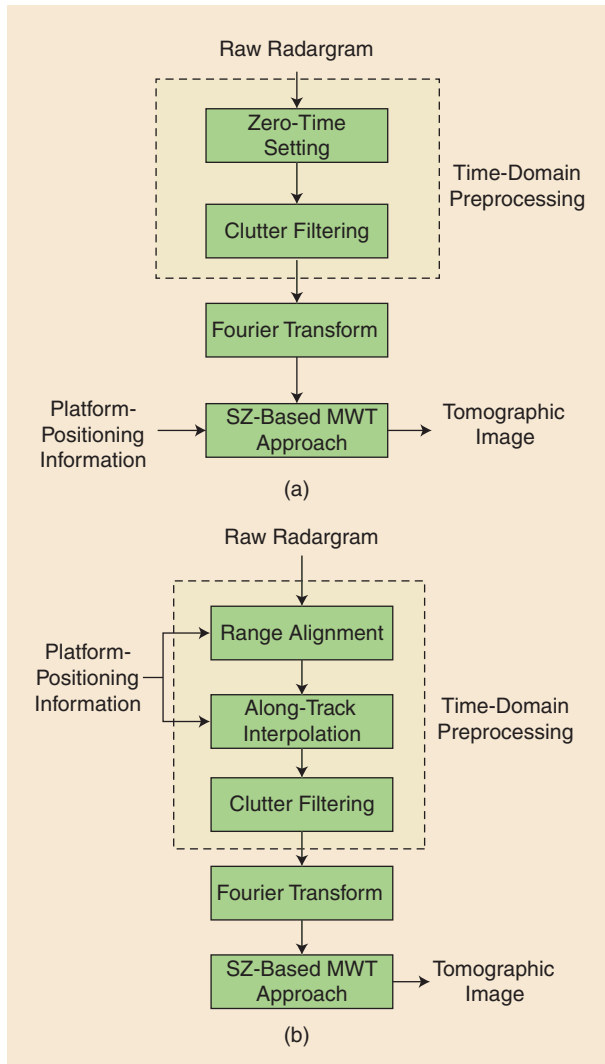 Raw Radargram
Zero-Time
Setting
Time-Domain
Preprocessing
Clutter Filtering
Fourier Transform
Platform-
Positioning
Information
SZ-Based MWT
Approach
Tomographic
Image
(a)
Raw Radargram
Range Alignment
Platform-
Positioning
Information
Along-Track
Interpolation
Time-Domain
Preprocessing
Clutter Filtering
Fourier Transform
SZ-Based MWT
Approach
Tomographic
Image
(b)